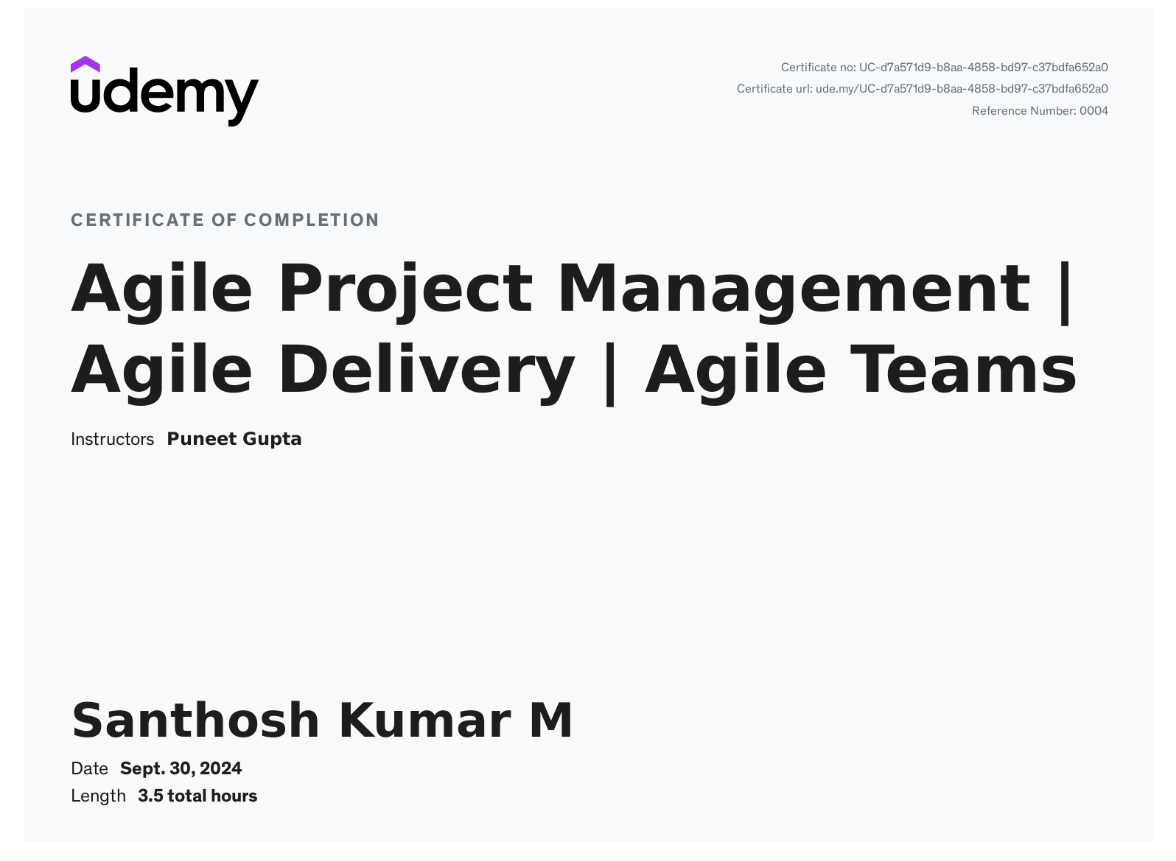 udemy
Certificate no: UC-d7a571d9-b8aa-4858-bd97-c37bdfa652a0
Certificate url: ude.my/UC-d7a571d9-b8aa-4858-bd97-c37bdfa652a0
Reference Number: 0004
CERTIFICATE OF COMPLETION
Agile Project Management |
Agile Delivery | Agile Teams
Instructors Puneet Gupta
Santhosh Kumar M
Date Sept. 30, 2024
Length 3.5 total hours